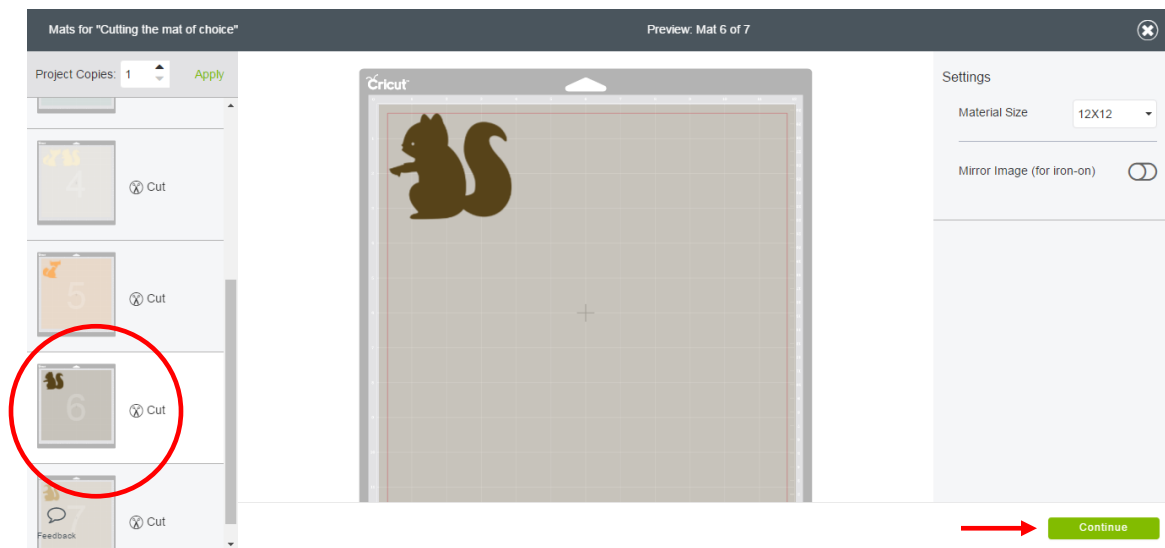 Mats for "Cutting the mat of choice"
Preview: Mat 6 of 7
Project Copies: 1 Apply
4
Cut
5
Cut
6
Cut
7
Cut
Feedback
Cricut
Settings
Material Size 12X12
Mirror Image (for iron-on)
Continue